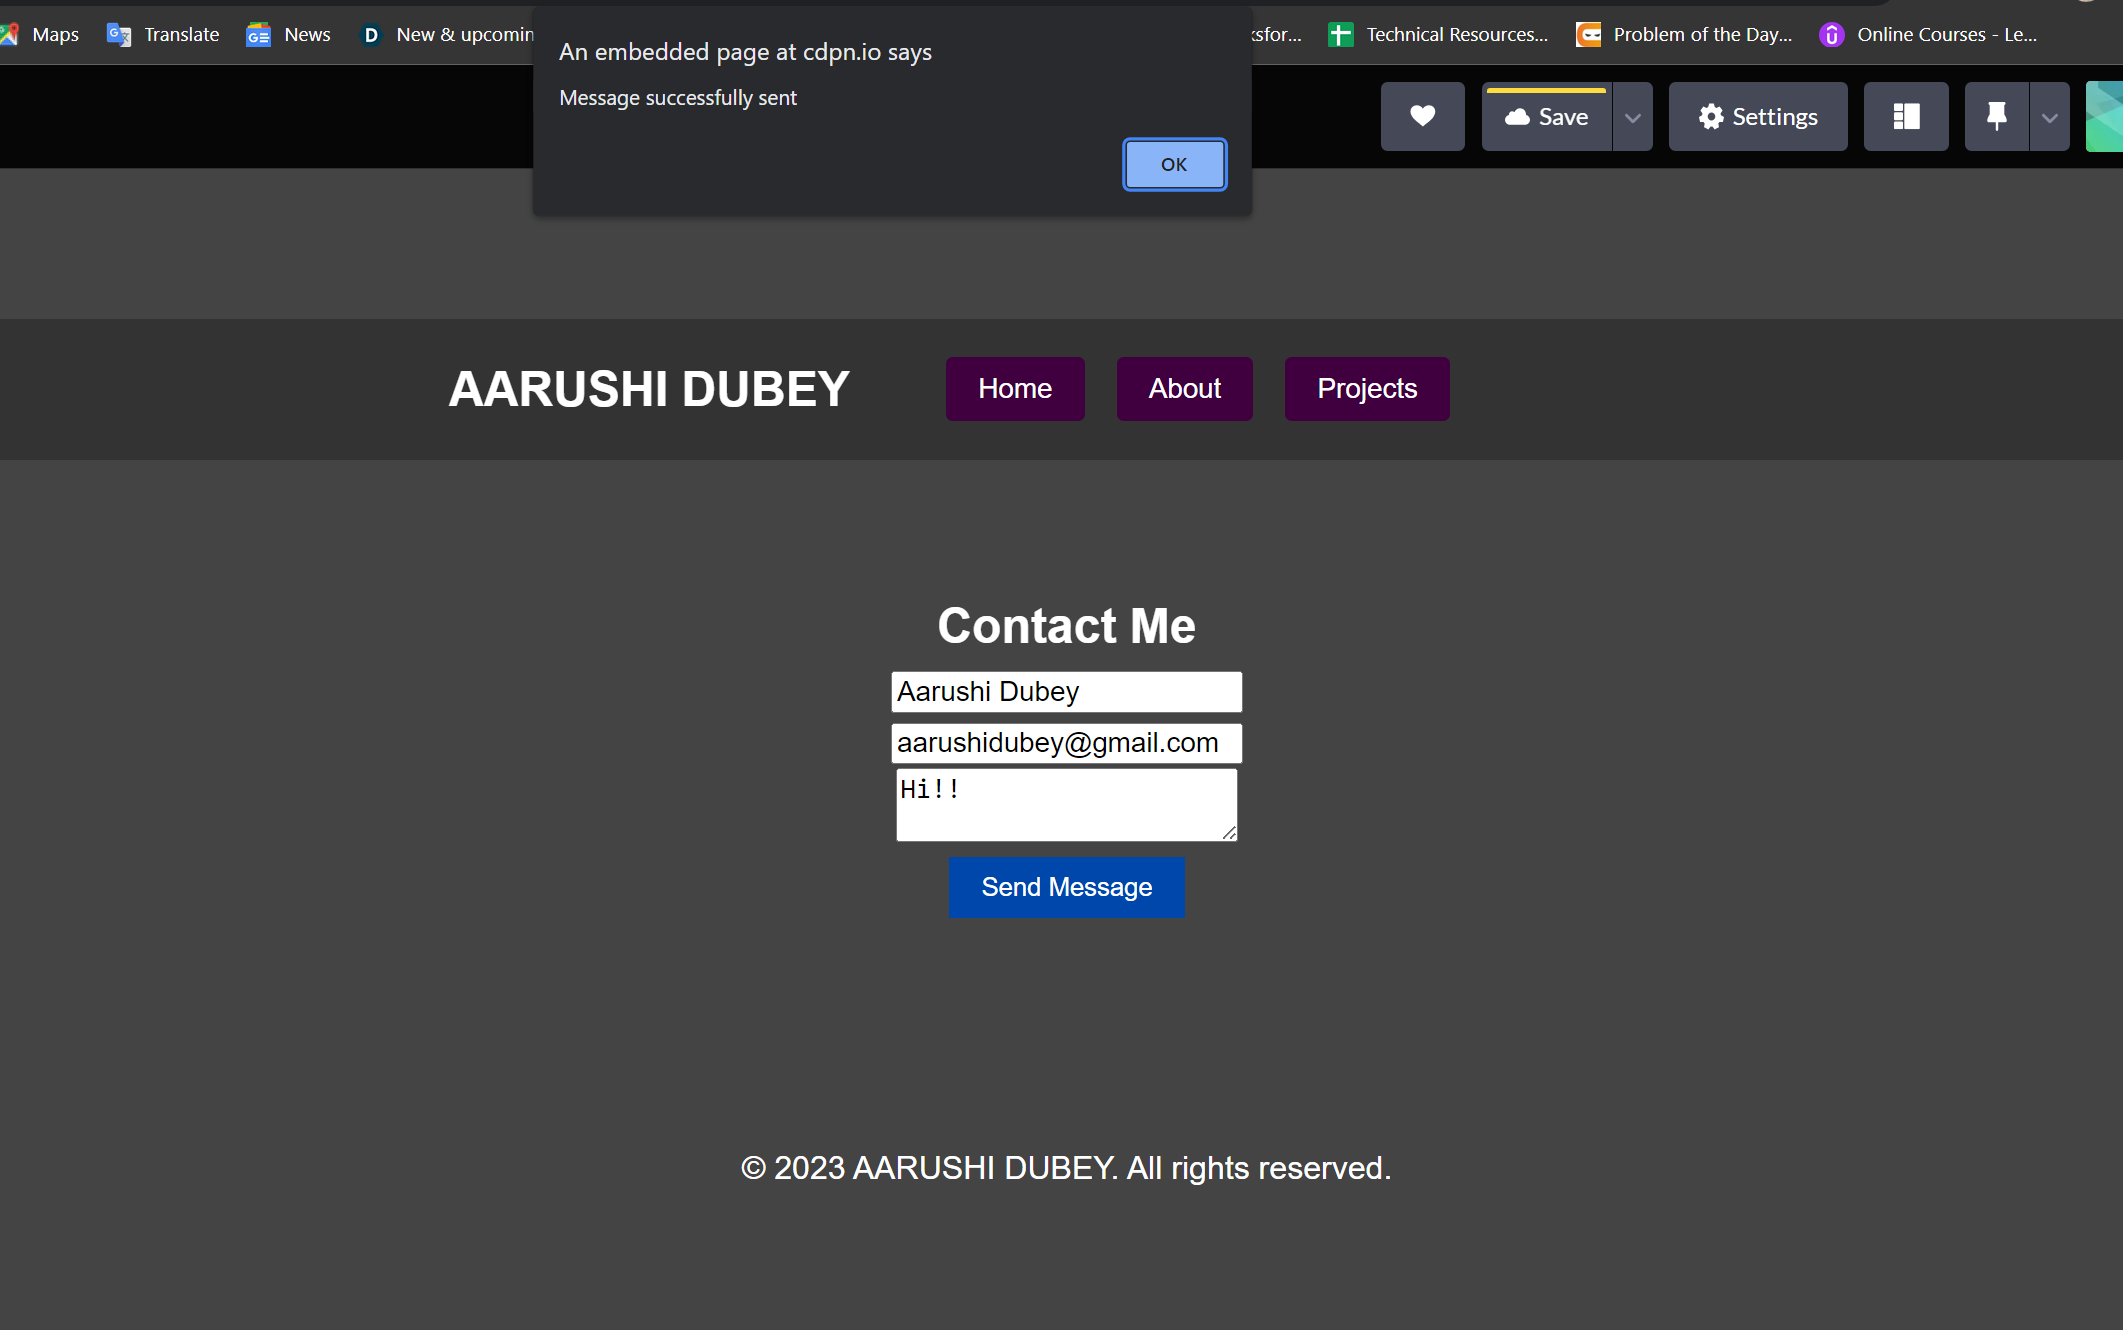 Maps Translate News D New & upcomin ksfor... Technical Resources... Problem of the Day... Online Courses - Le...
An embedded page at cdpn.io says
Message successfully sent
OK
Save Settings
AARUSHI DUBEY Home About Projects
Contact Me
Aarushi Dubey
aarushidubey@gmail.com
Hi!!
Send Message
© 2023 AARUSHI DUBEY. All rights reserved.